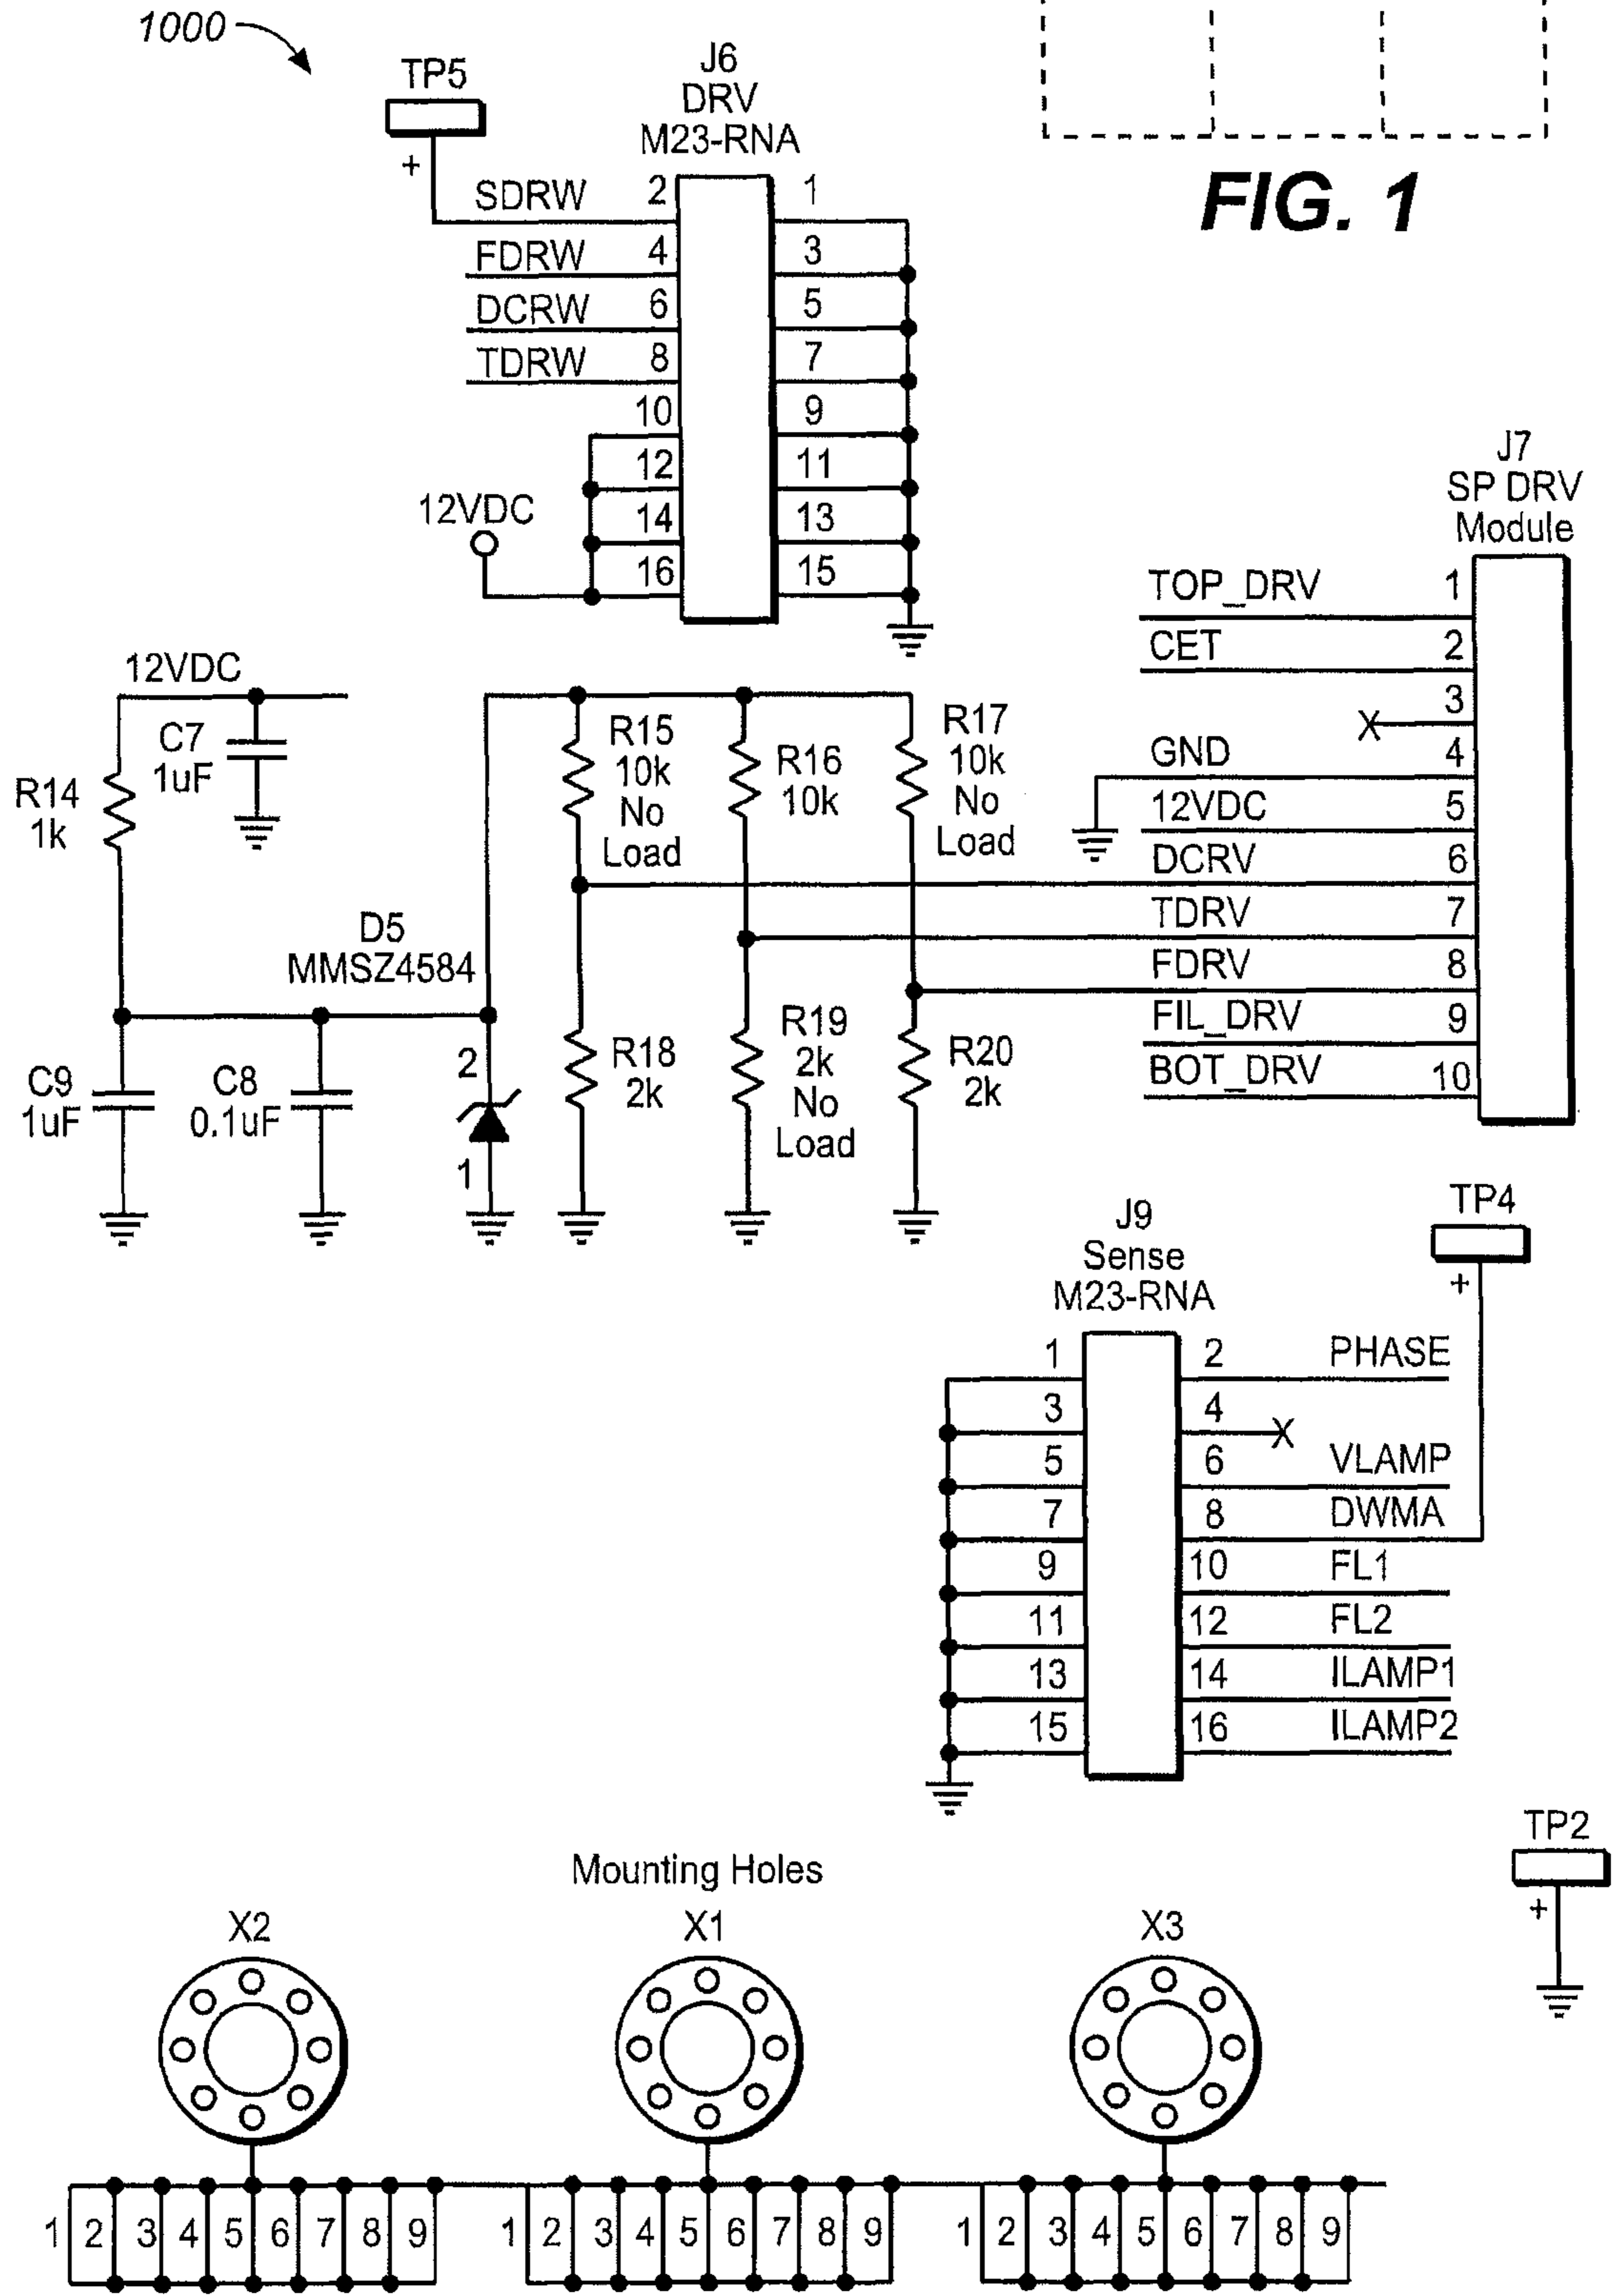 1000
TP5
+
J6
DRV
M23-RNA
SDRW 2 1
FDRW 4 3
DCRW 6 5
TDRW 8 7
10 9
12 11
12VDC
14 13
16 15
FIG. 1
J7
SP DRV
Module
TOP_DRV 1
CET 2
3
X
GND 4
12VDC 5
DCRV 6
TDRV 7
FDRV 8
FIL_DRV 9
BOT_DRV 10
12VDC
C7
1uF
R14
1k
R15
10k
No
Load
R16
10k
R17
10k
No
Load
D5
MMSZ4584
2
1
C9
1uF
C8
0.1uF
R18
2k
R19
2k
No
Load
R20
2k
TP4
+
J9
Sense
M23-RNA
1 2 PHASE
3 4 X
5 6 VLAMP
7 8 DWMA
9 10 FL1
11 12 FL2
13 14 ILAMP1
15 16 ILAMP2
TP2
+
Mounting Holes
X2 X1 X3
1 2 3 4 5 6 7 8 9 1 2 3 4 5 6 7 8 9 1 2 3 4 5 6 7 8 9